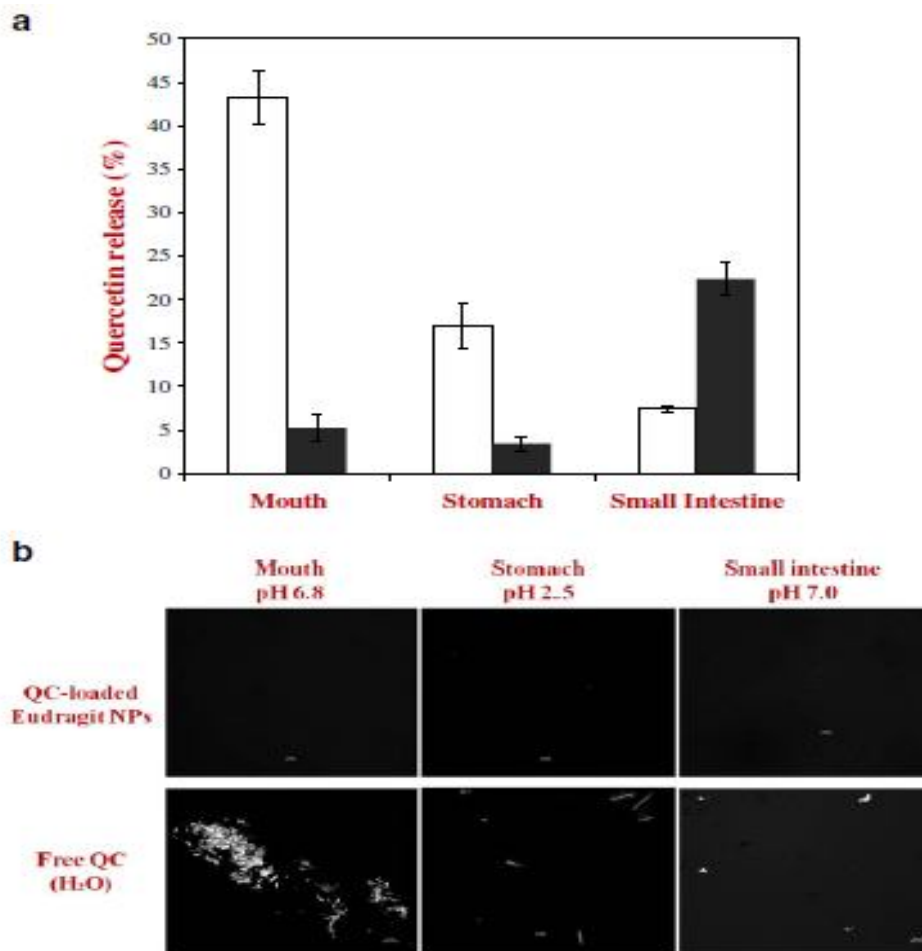 a
50
45
40
35
30
25
20
15
10
5
0
Quercetin release (%)
Mouth Stomach Small Intestine
b
Mouth
pH 6.8
Stomach
pH 2.5
Small intestine
pH 7.0
QC-loaded
Eudragit NPs
Free QC
(H₂O)